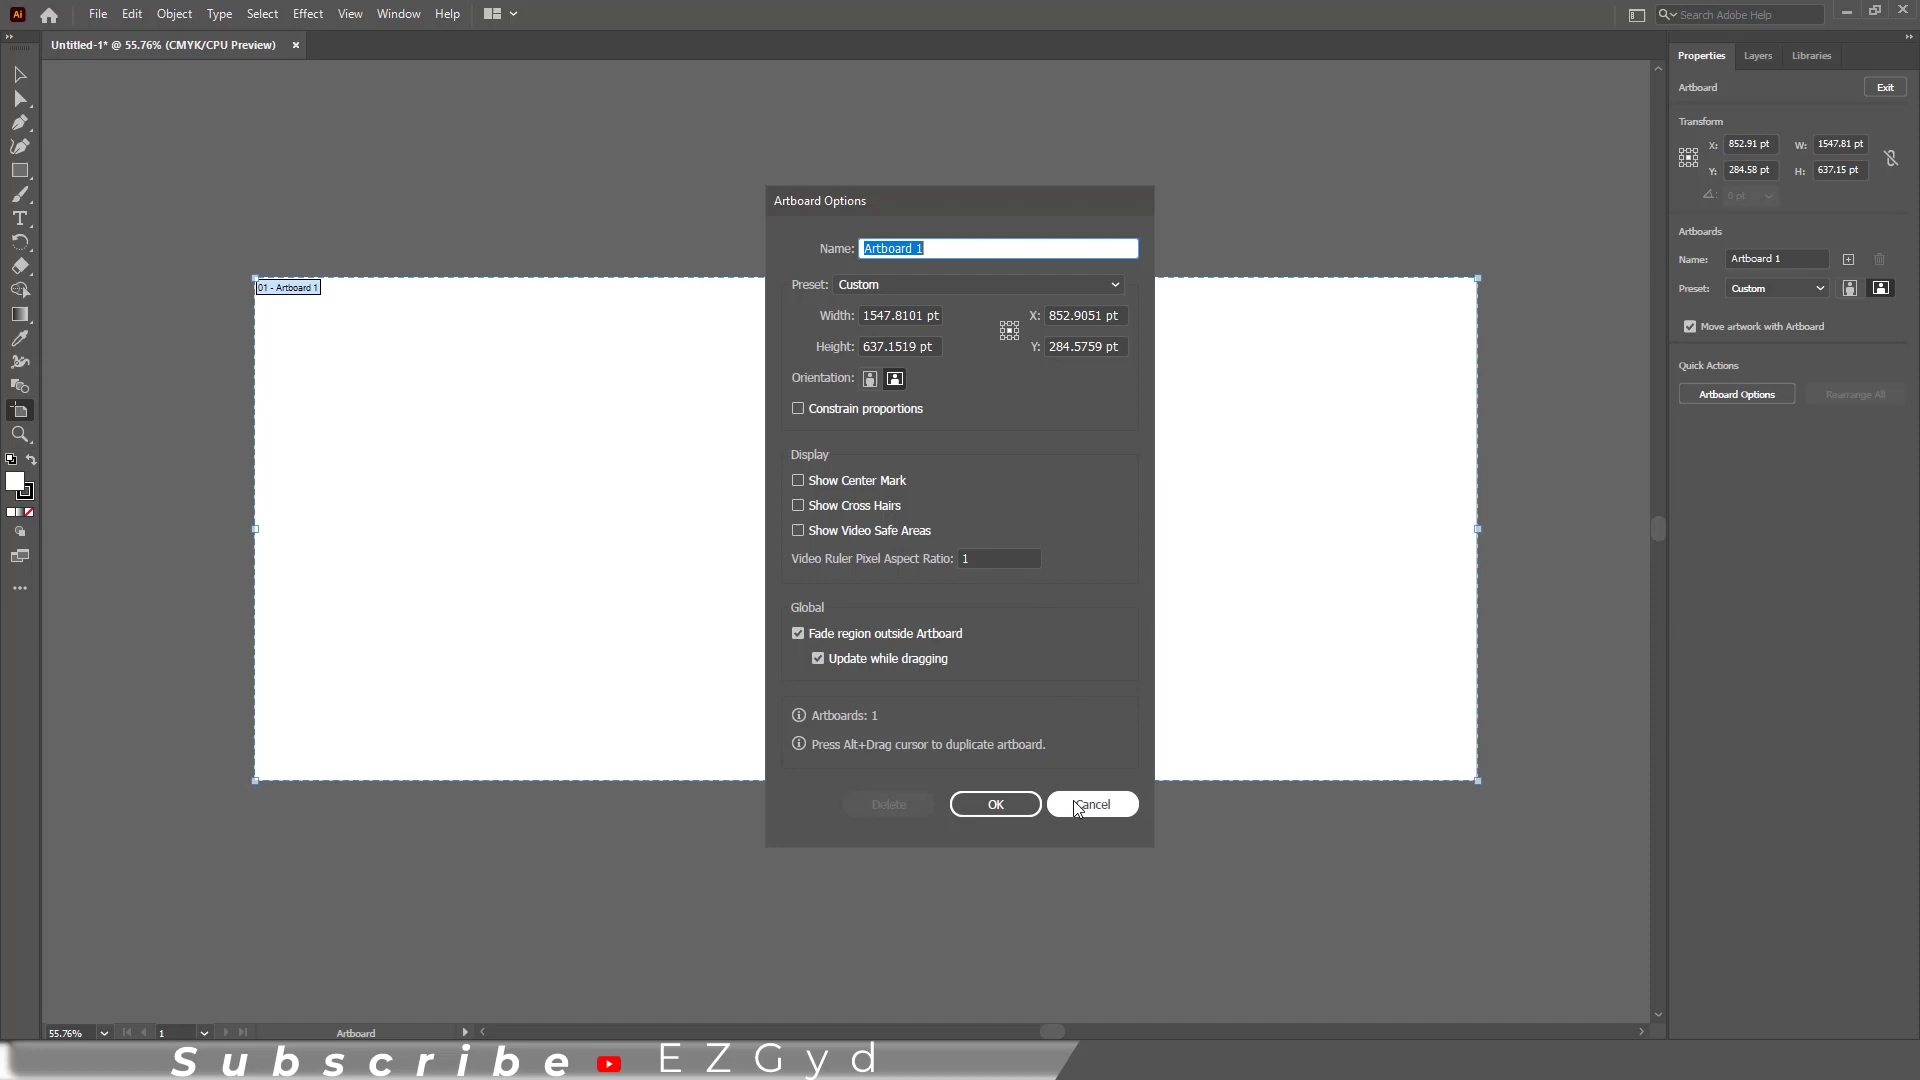 Ai File Edit Object Type Select Effect View Window Help Search Adobe Help
Untitled-1* @ 55.76% (CMYK/CPU Preview) ×
Properties Layers Libraries
Artboard Exit
Transform
X: 852.91 pt W: 1547.81 pt
Y: 284.58 pt H: 637.15 pt
0 pt
Artboards
Name: Artboard 1
Preset: Custom
Move artwork with Artboard
Quick Actions
Artboard Options Rearrange All
01 - Artboard 1
Artboard Options
Name: Artboard 1
Preset: Custom
Width: 1547.8101 pt X: 852.9051 pt
Height: 637.1519 pt Y: 284.5759 pt
Orientation:
Constrain proportions
Display
Show Center Mark
Show Cross Hairs
Show Video Safe Areas
Video Ruler Pixel Aspect Ratio: 1
Global
Fade region outside Artboard
Update while dragging
Artboards: 1
Press Alt+Drag cursor to duplicate artboard.
Delete OK Cancel
55.76% 1 Artboard
Subscribe EZGyd